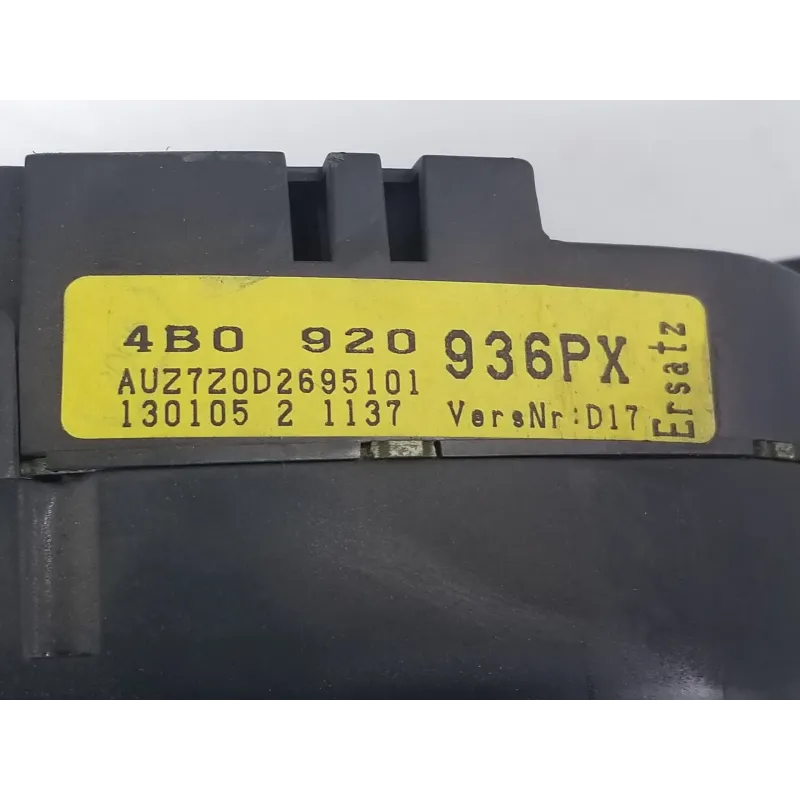 4B0 920 936PX
AUZ7Z0D2695101
130105 2 1137 VersNr:D17
Ersatz